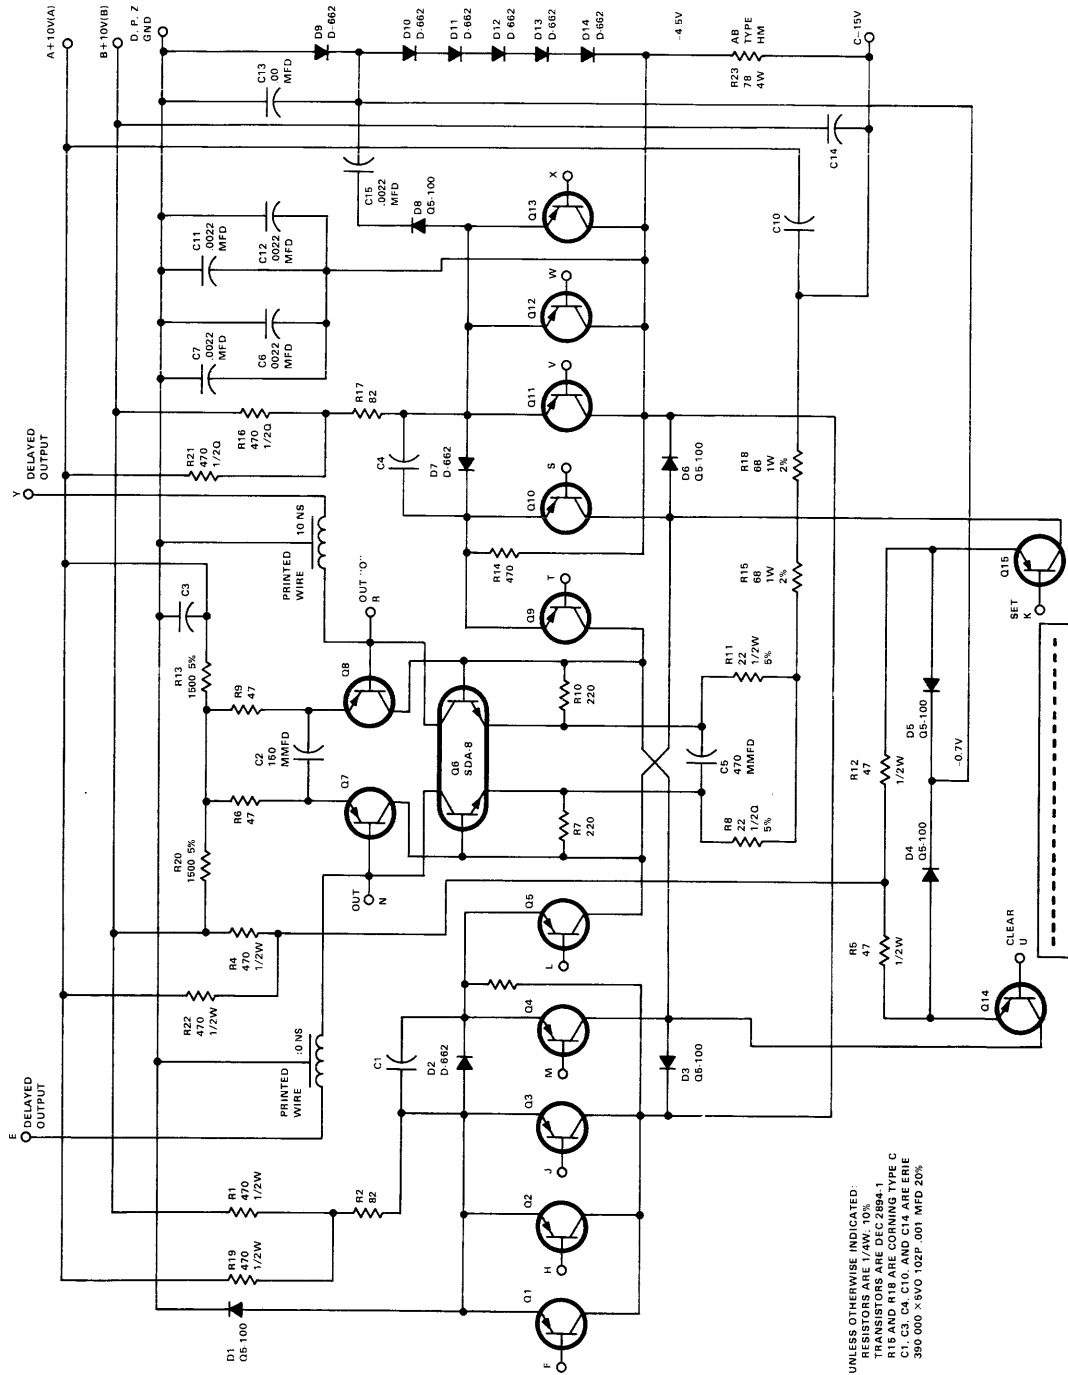 A+10V(A)
B+10V(B)
D. P. Z
GND
D9
D-662
D10
D-662
D11
D-662
D12
D-662
D13
D-662
D14
D-662
-4.5V
AB
TYPE
HM
R23
78
4W
C-15V
C13
.00
MFD
C14
C15
.0022
MFD
D8
Q5-100
Q13
X
C10
C11
.0022
MFD
C12
.0022
MFD
C7
.0022
MFD
C6
.0022
MFD
Q12
W
Q11
V
Q10
S
R17
82
C4
D7
D-662
D6
Q5-100
R18
68
1W
2%
R16
470
1/2Q
R21
470
1/2Q
Y DELAYED
OUTPUT
10 NS
PRINTED
WIRE
R14
470
Q9
T
R15
68
1W
2%
Q15
SET
K
C3
OUT "O"
R
R13
1500 5%
R9
47
Q8
C2
150
MMFD
Q7
R6
47
R20
1500 5%
OUT
N
Q6
SDA-8
R10
220
R7
220
R11
22
1/2W
5%
C5
470
MMFD
R8
22
1/2Q
5%
R12
47
1/2W
D5
Q5-100
-0.7V
D4
Q5-100
R5
47
1/2W
CLEAR
U
Q14
R4
470
1/2W
R22
470
1/2W
Q5
L
Q4
M
:0 NS
PRINTED
WIRE
C1
D2
D-662
D3
Q5-100
E DELAYED
OUTPUT
Q3
J
R1
470
1/2W
R2
82
R19
470
1/2W
Q2
H
D1
Q5-100
Q1
F
UNLESS OTHERWISE INDICATED:
RESISTORS ARE 1/4W: 10%
TRANSISTORS ARE DEC 2894-1
R15 AND R18 ARE CORNING TYPE C
C1, C3, C4, C10, AND C14 ARE ERIE
390 000 X5VO 102P .001 MFD 20%